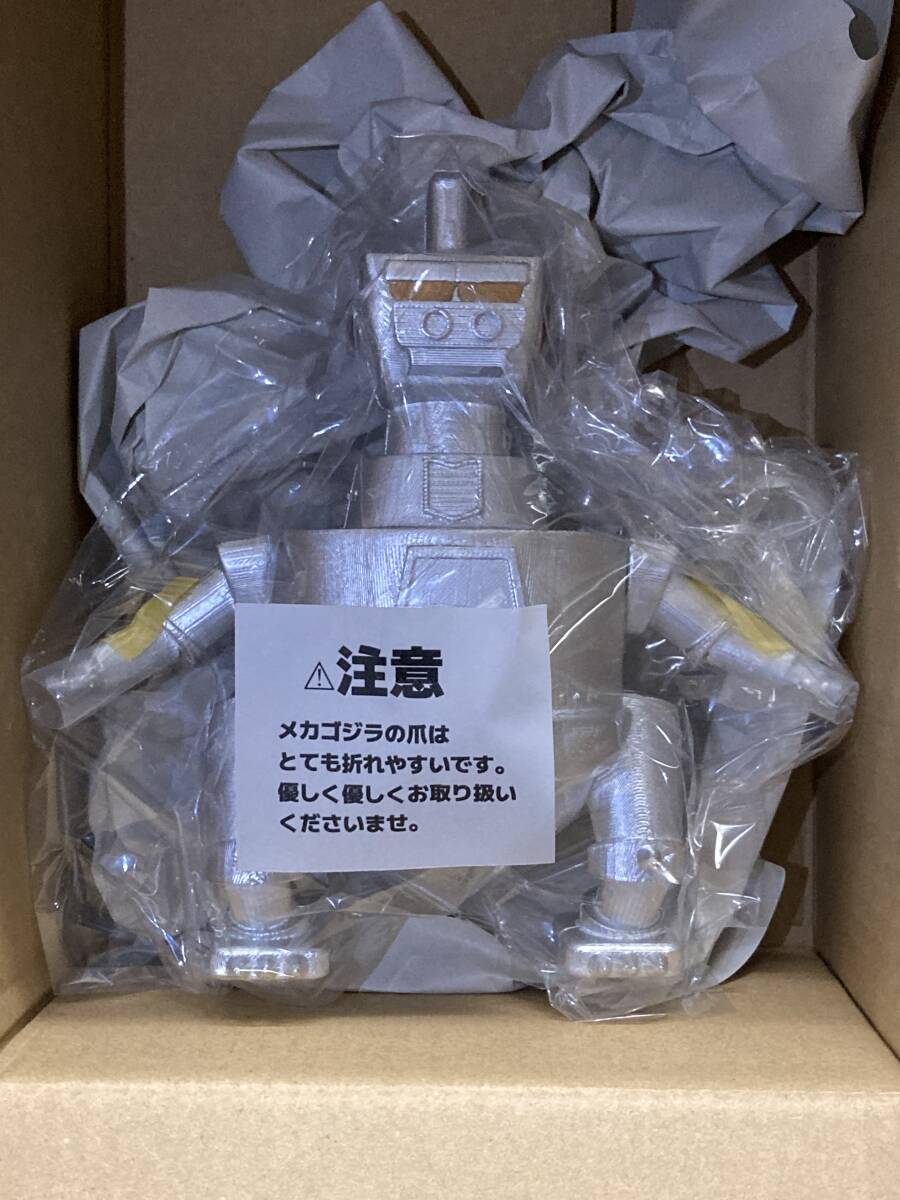 ⚠注意
メカゴジラの爪は
とても折れやすいです。
優しく優しくお取り扱い
くださいませ。